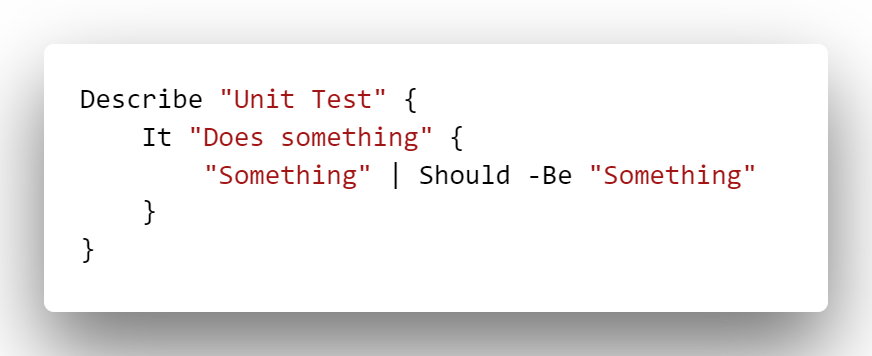 Describe "Unit Test" {
    It "Does something" {
        "Something" | Should -Be "Something"
    }
}